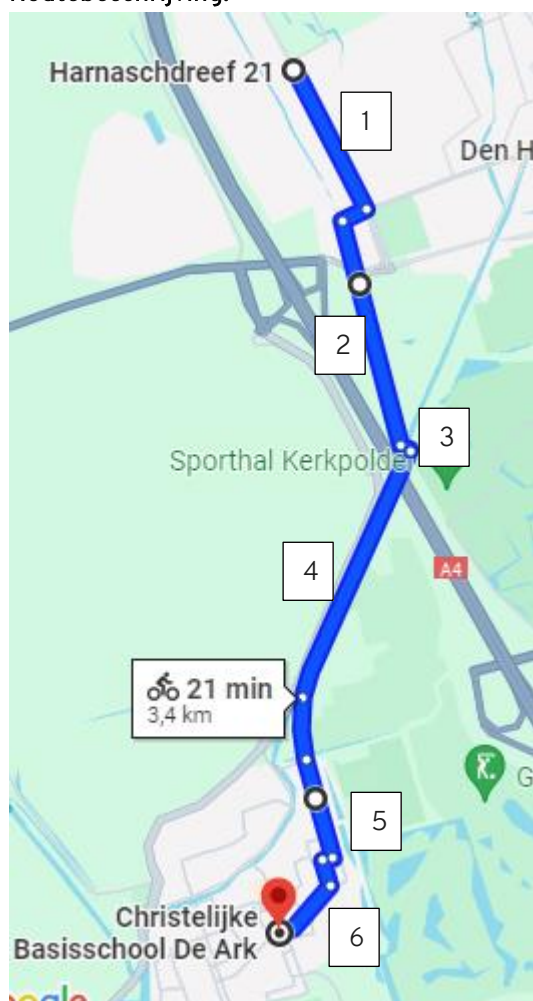 Harnaschdreef 21
1
Den H
2
3
Sporthal Kerkpolder
4
A4
21 min
3,4 km
G
5
Christelijke
Basisschool De Ark
6